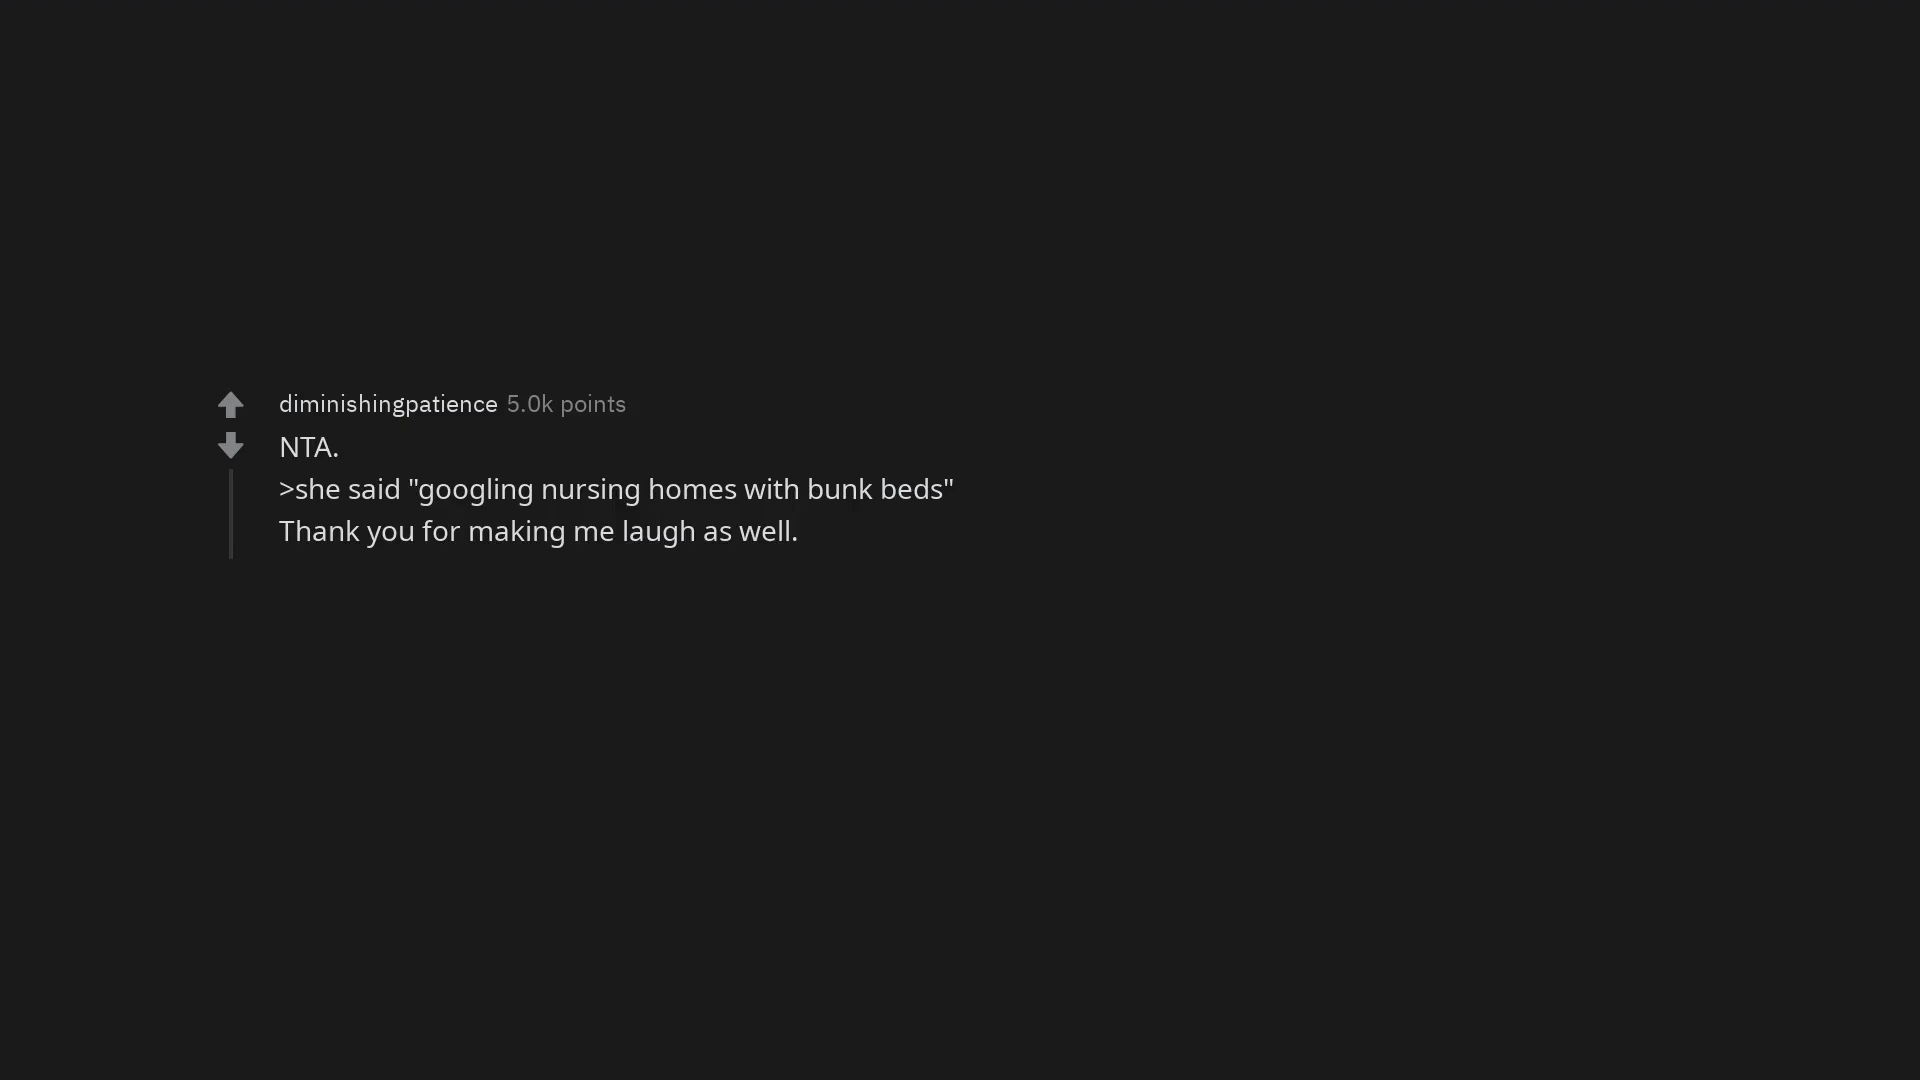 diminishingpatience 5.0k points
NTA.
>she said "googling nursing homes with bunk beds"
Thank you for making me laugh as well.